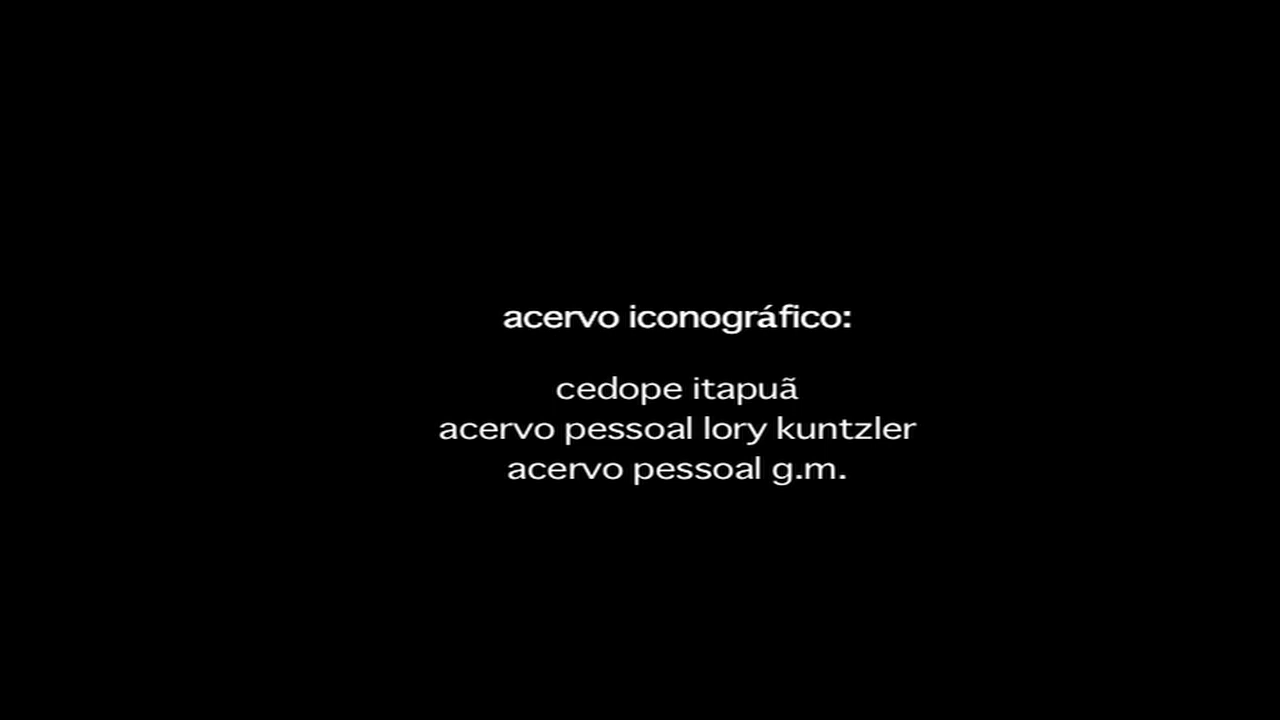 acervo iconográfico:
cedope itapuã
acervo pessoal lory kuntzler
acervo pessoal g.m.